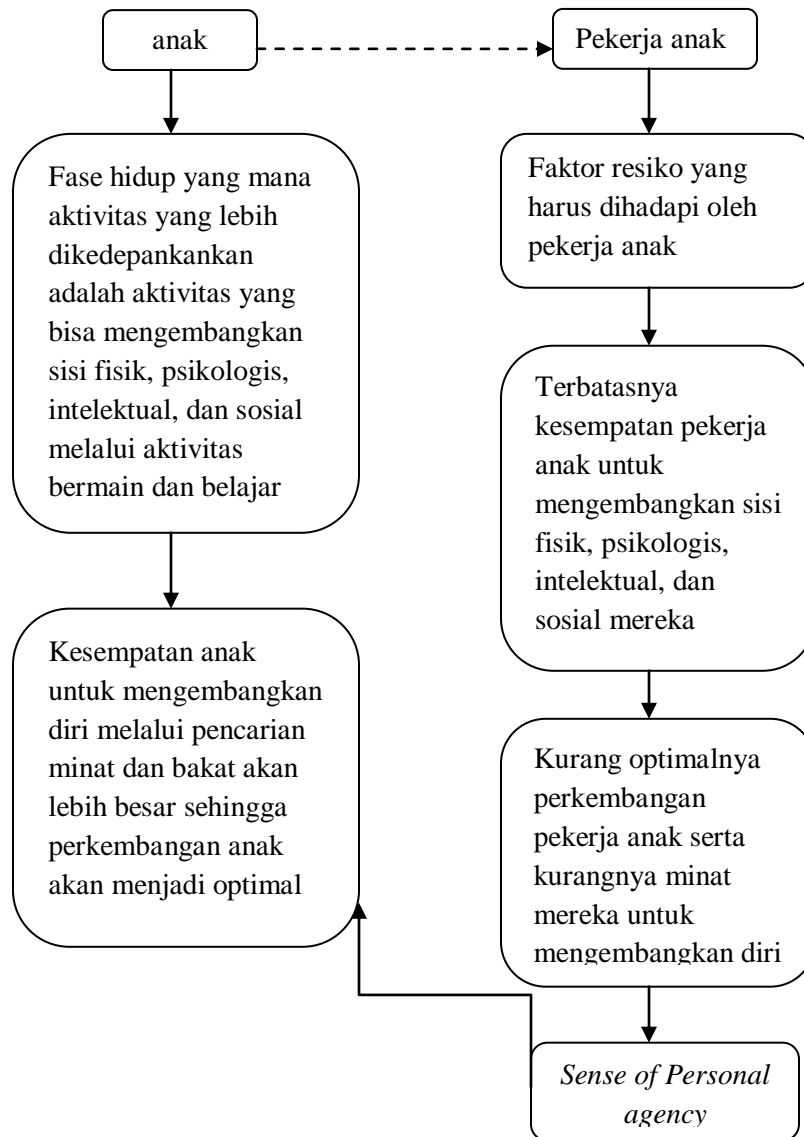 anak
Pekerja anak
Fase hidup yang mana
aktivitas yang lebih
dikedepankankan
adalah aktivitas yang
bisa mengembangkan
sisi fisik, psikologis,
intelektual, dan sosial
melalui aktivitas
bermain dan belajar
Kesempatan anak
untuk mengembangkan
diri melalui pencarian
minat dan bakat akan
lebih besar sehingga
perkembangan anak
akan menjadi optimal
Faktor resiko yang
harus dihadapi oleh
pekerja anak
Terbatasnya
kesempatan pekerja
anak untuk
mengembangkan sisi
fisik, psikologis,
intelektual, dan
sosial mereka
Kurang optimalnya
perkembangan
pekerja anak serta
kurangnya minat
mereka untuk
mengembangkan diri
Sense of Personal
agency